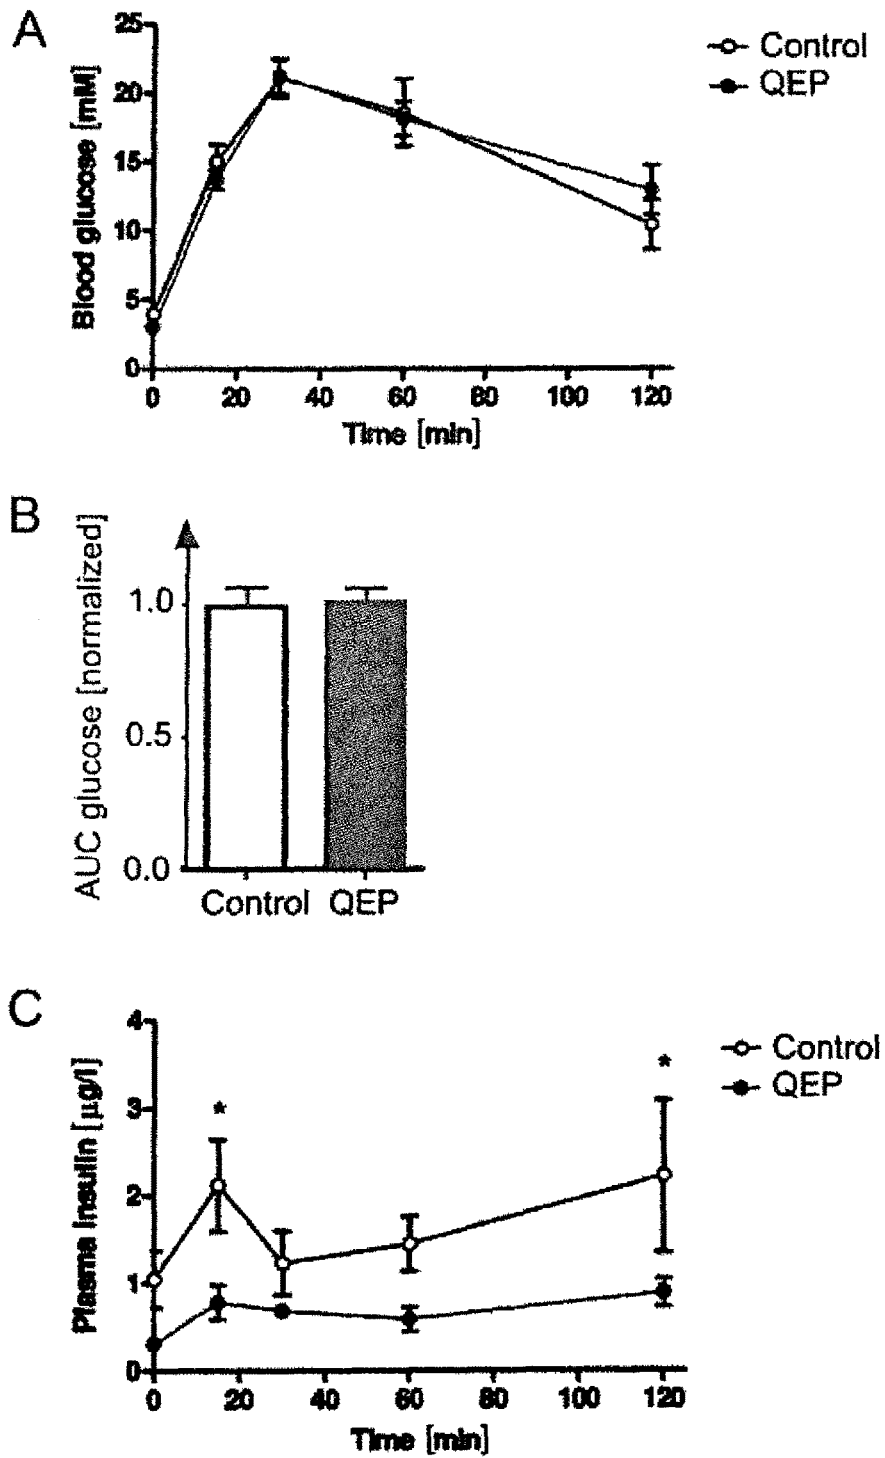 A
Control
QEP
Blood glucose [mM]
25
20
15
10
5
0
0 20 40 60 80 100 120
Time [min]
B
AUC glucose [normalized]
1.0
0.5
0.0
Control QEP
C
Control
QEP
Plasma Insulin [µg/l]
4
3
2
1
0
* *
0 20 40 60 80 100 120
Time [min]